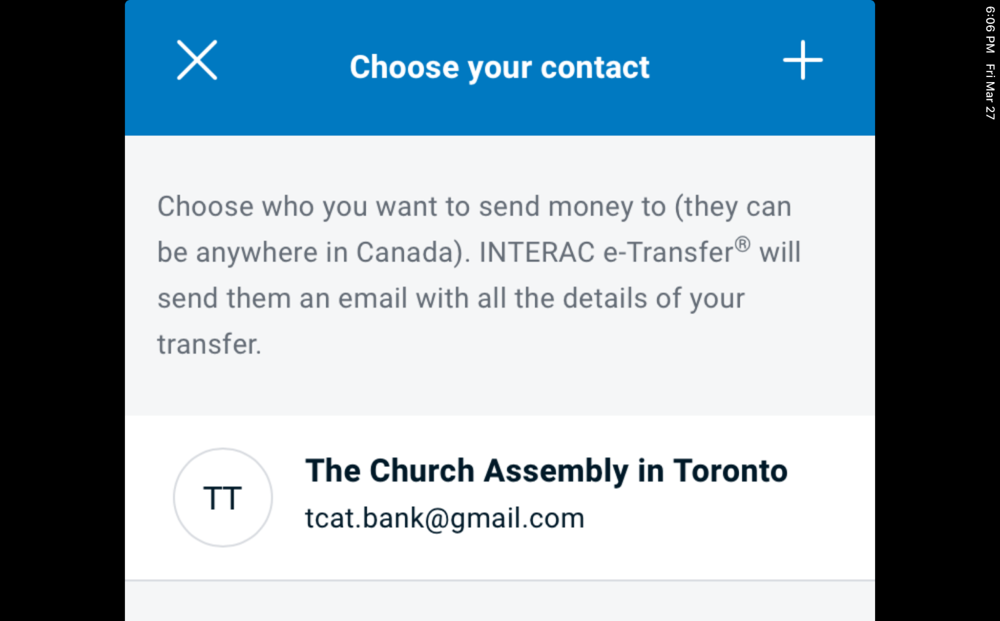 Choose your contact
Choose who you want to send money to (they can
be anywhere in Canada). INTERAC e-Transfer® will
send them an email with all the details of your
transfer.
TT
The Church Assembly in Toronto
tcat.bank@gmail.com
6:06 PM Fri Mar 27